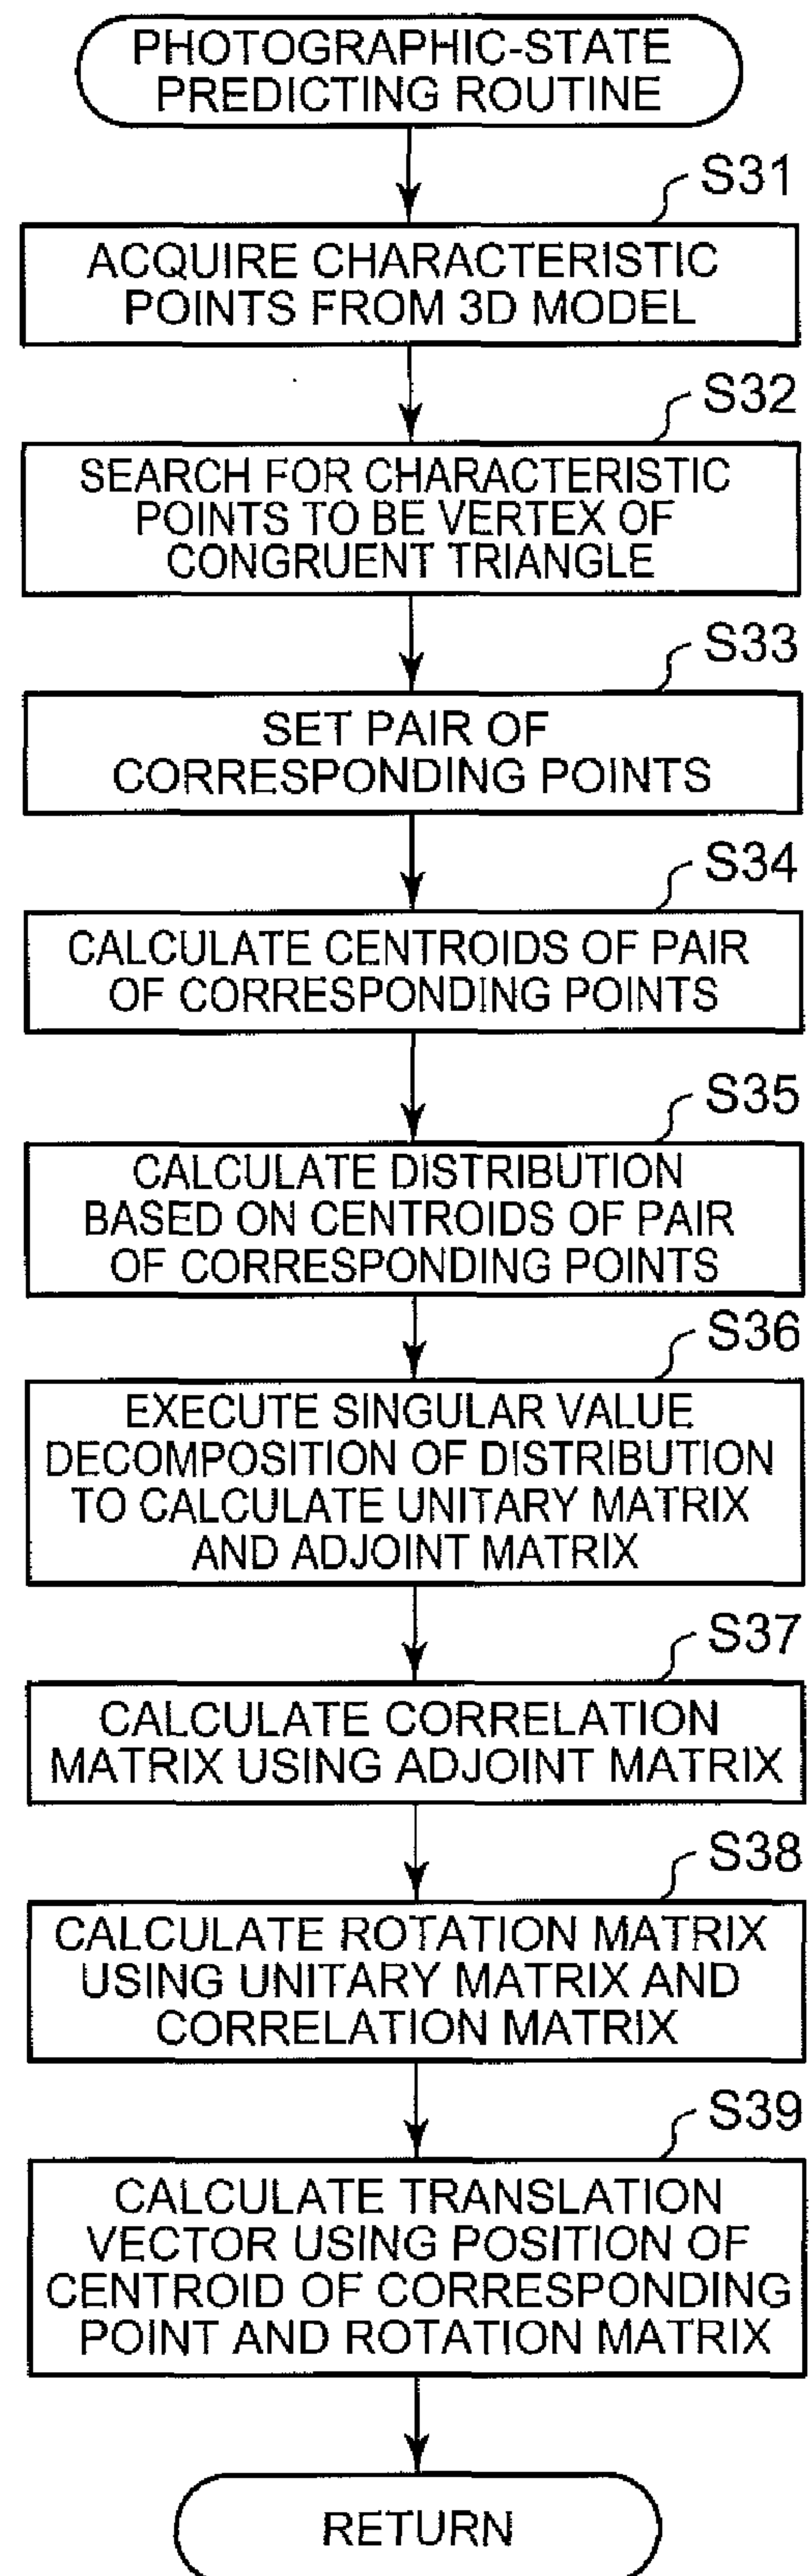 PHOTOGRAPHIC-STATE
PREDICTING ROUTINE
S31
ACQUIRE CHARACTERISTIC
POINTS FROM 3D MODEL
S32
SEARCH FOR CHARACTERISTIC
POINTS TO BE VERTEX OF
CONGRUENT TRIANGLE
S33
SET PAIR OF
CORRESPONDING POINTS
S34
CALCULATE CENTROIDS OF PAIR
OF CORRESPONDING POINTS
S35
CALCULATE DISTRIBUTION
BASED ON CENTROIDS OF PAIR
OF CORRESPONDING POINTS
S36
EXECUTE SINGULAR VALUE
DECOMPOSITION OF DISTRIBUTION
TO CALCULATE UNITARY MATRIX
AND ADJOINT MATRIX
S37
CALCULATE CORRELATION
MATRIX USING ADJOINT MATRIX
S38
CALCULATE ROTATION MATRIX
USING UNITARY MATRIX AND
CORRELATION MATRIX
S39
CALCULATE TRANSLATION
VECTOR USING POSITION OF
CENTROID OF CORRESPONDING
POINT AND ROTATION MATRIX
RETURN